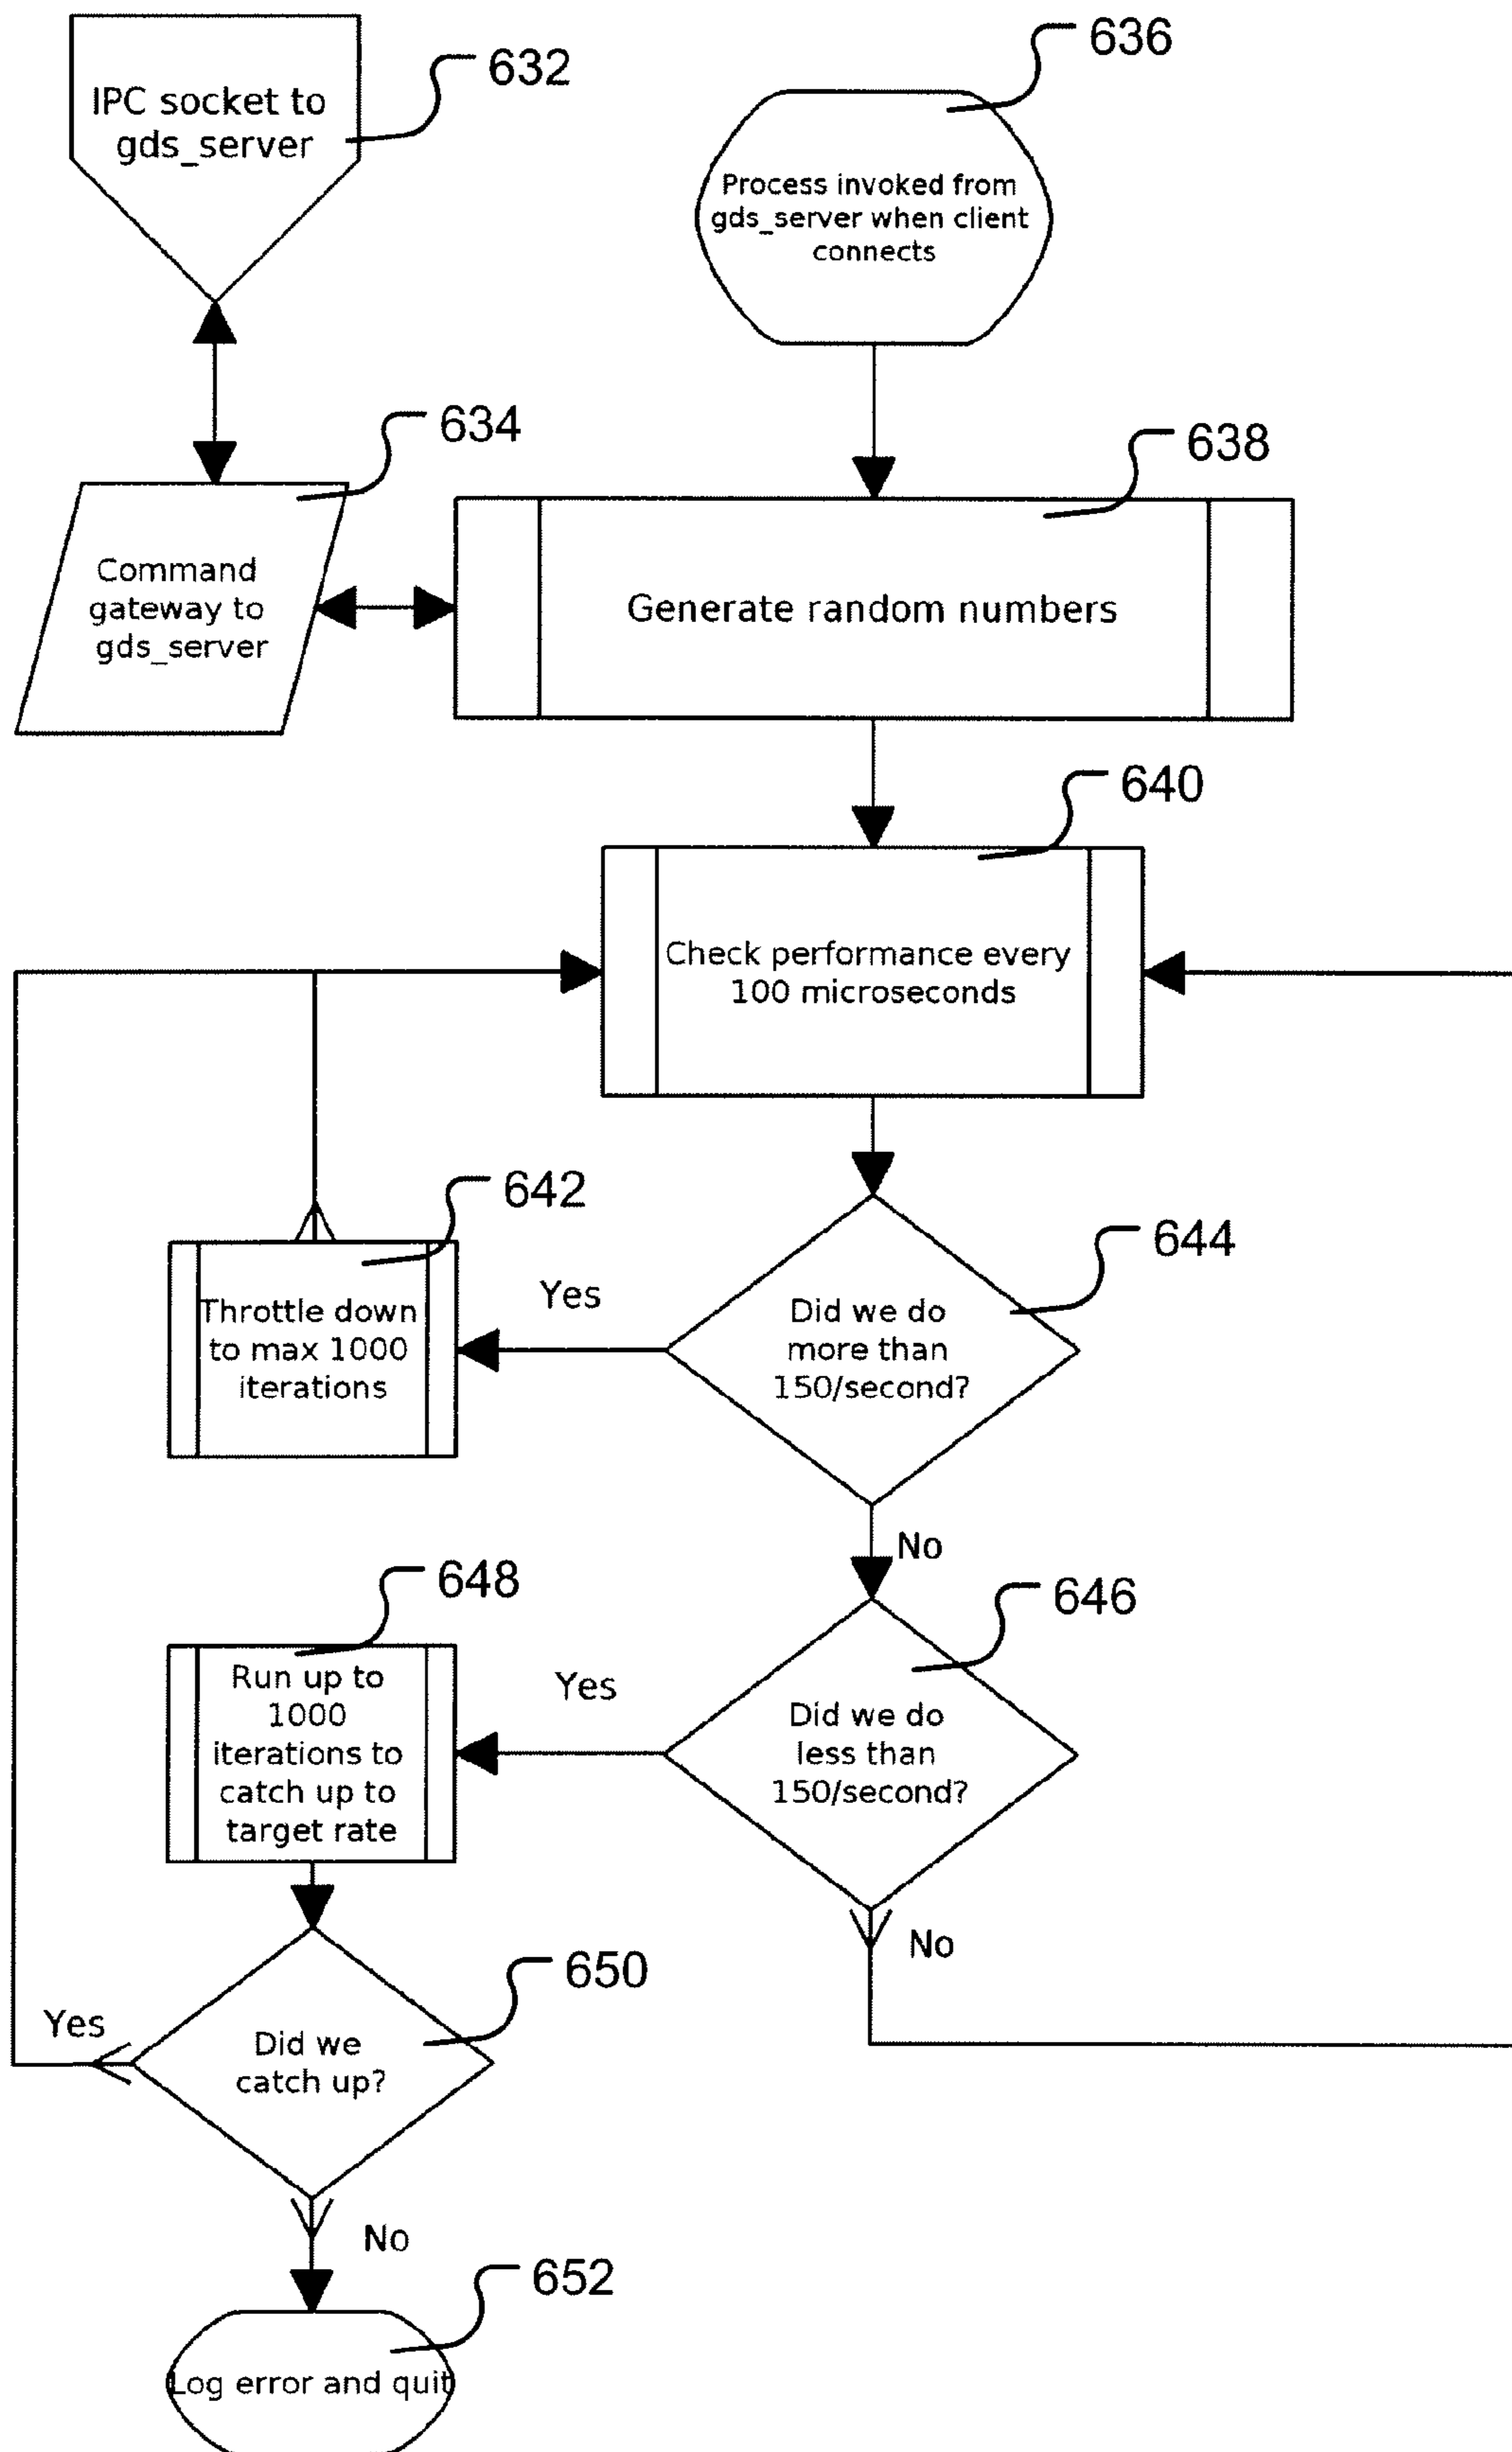 632
IPC socket to
gds_server
636
Process invoked from
gds_server when client
connects
634
Command
gateway to
gds_server
638
Generate random numbers
640
Check performance every
100 microseconds
642
Throttle down
to max 1000
iterations
Yes
644
Did we do
more than
150/second?
No
648
Run up to
1000
iterations to
catch up to
target rate
Yes
646
Did we do
less than
150/second?
No
650
Yes
Did we
catch up?
No
652
Log error and quit